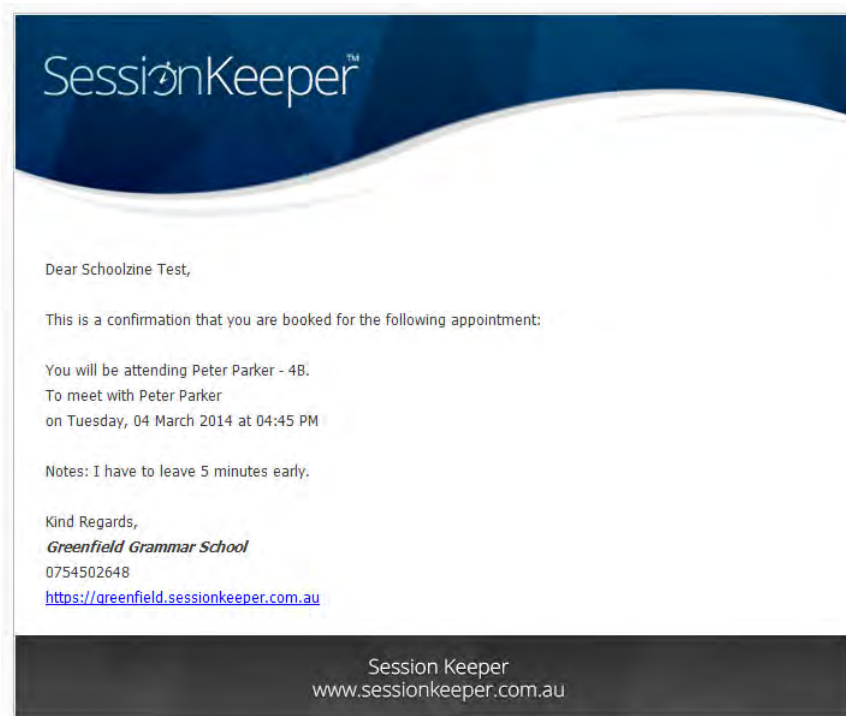 SessionKeeper™
Dear Schoolzine Test,
This is a confirmation that you are booked for the following appointment:
You will be attending Peter Parker - 4B.
To meet with Peter Parker
on Tuesday, 04 March 2014 at 04:45 PM
Notes: I have to leave 5 minutes early.
Kind Regards,
Greenfield Grammar School
0754502648
https://greenfield.sessionkeeper.com.au
Session Keeper
www.sessionkeeper.com.au